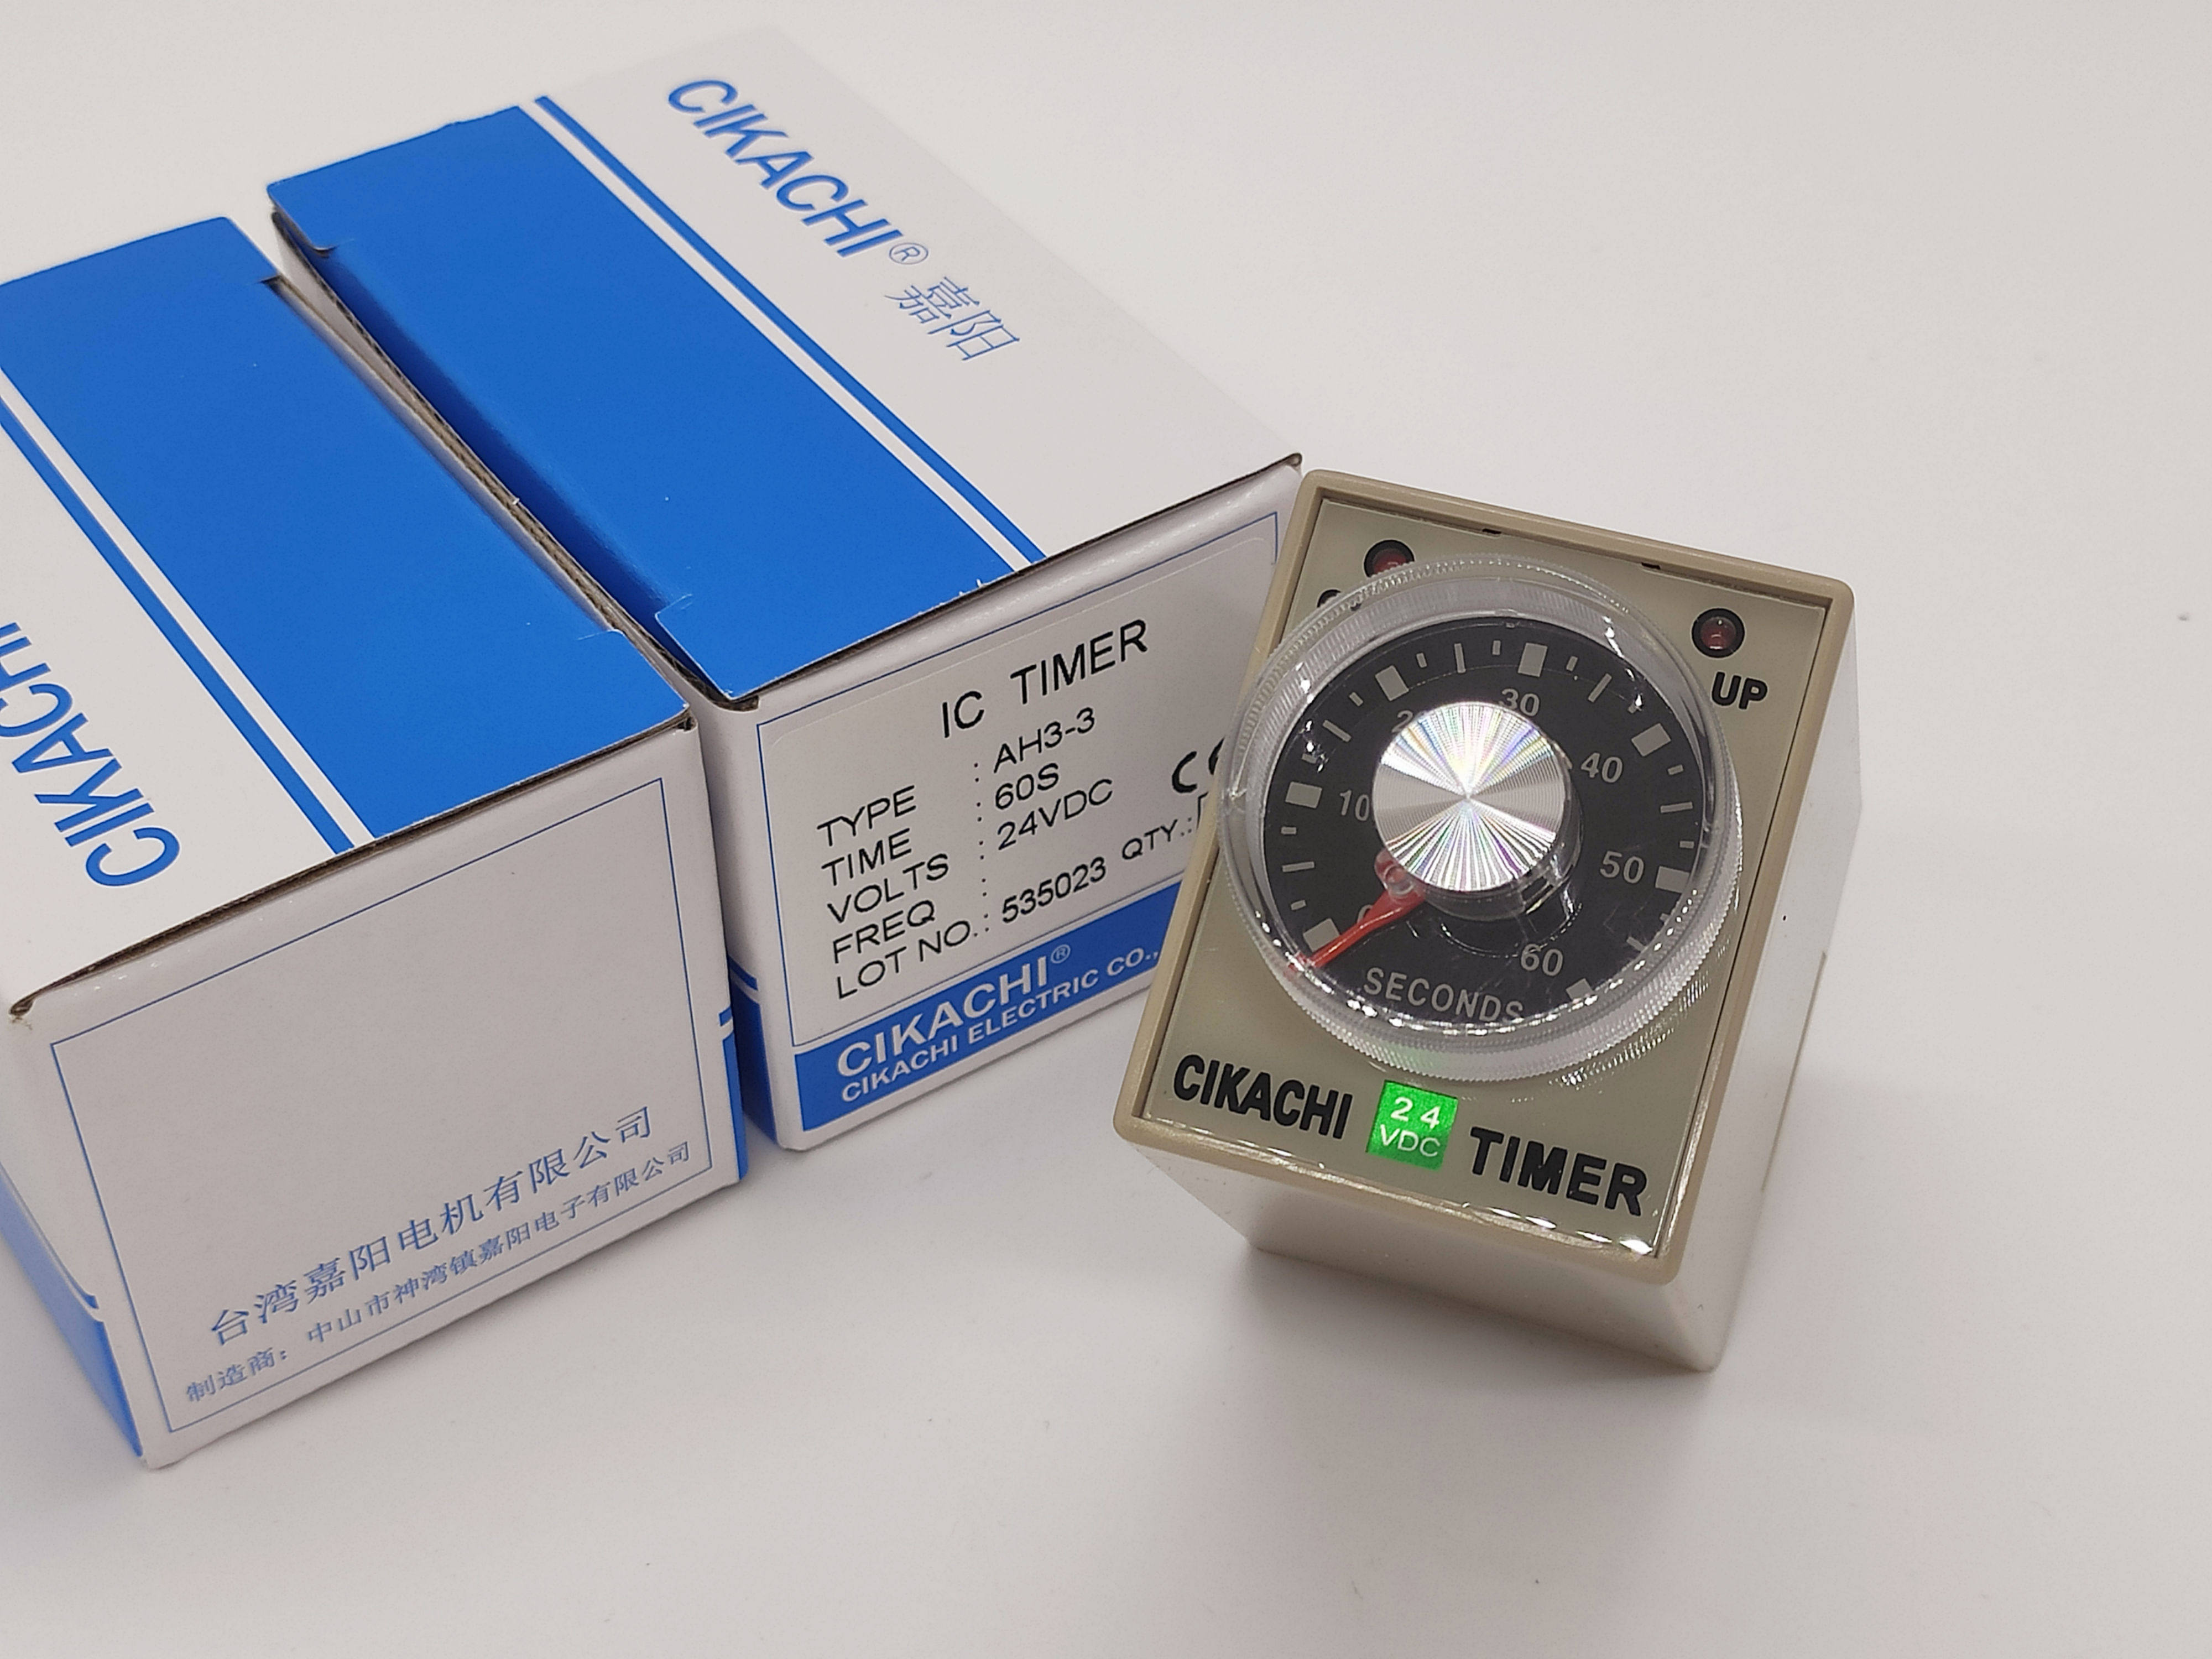 CIKACHI® 嘉阳
CIKACHI
IC TIMER
TYPE : AH3-3
TIME : 60S
VOLTS : 24VDC
FREQ :
LOT NO.: 535023 QTY.:
CIKACHI®
CIKACHI ELECTRIC CO.,
台湾嘉阳电机有限公司
制造商: 中山市神湾镇嘉阳电子有限公司
UP
10
30
40
50
60
SECONDS
CIKACHI 24 VDC TIMER